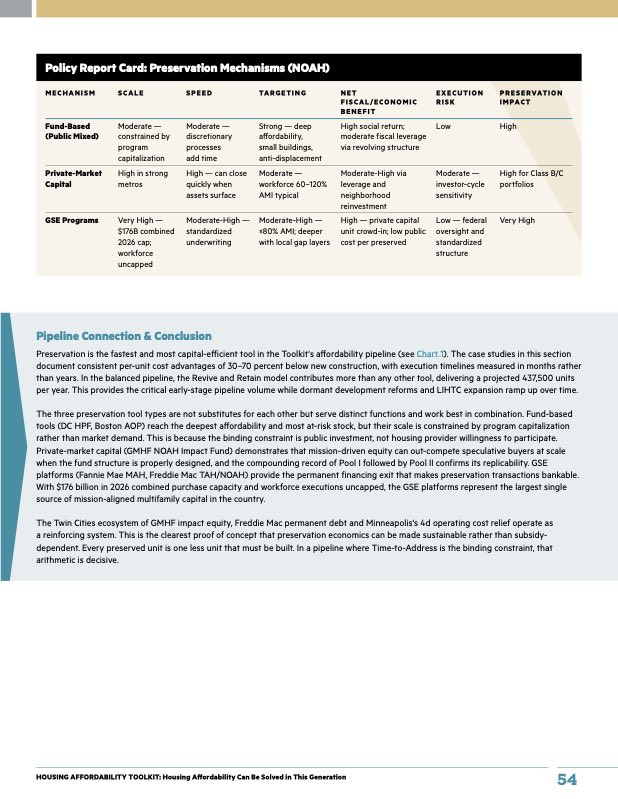 Policy Report Card: Preservation Mechanisms (NOAH)
MECHANISM SCALE SPEED TARGETING NET FISCAL/ECONOMIC BENEFIT EXECUTION RISK PRESERVATION IMPACT
Fund-Based (Public Mixed) Moderate — constrained by program capitalization Moderate — discretionary processes add time Strong — deep affordability, small buildings, anti-displacement High social return; moderate fiscal leverage via revolving structure Low High
Private-Market Capital High in strong metros High — can close quickly when assets surface Moderate — workforce 60–120% AMI typical Moderate-High via leverage and neighborhood reinvestment Moderate — investor-cycle sensitivity High for Class B/C portfolios
GSE Programs Very High — $176B combined 2026 cap; workforce uncapped Moderate-High — standardized underwriting Moderate-High — ≤80% AMI; deeper with local gap layers High — private capital unit crowd-in; low public cost per preserved Low — federal oversight and standardized structure Very High
Pipeline Connection & Conclusion
Preservation is the fastest and most capital-efficient tool in the Toolkit's affordability pipeline (see Chart 1). The case studies in this section
document consistent per-unit cost advantages of 30–70 percent below new construction, with execution timelines measured in months rather
than years. In the balanced pipeline, the Revive and Retain model contributes more than any other tool, delivering a projected 437,500 units
per year. This provides the critical early-stage pipeline volume while dormant development reforms and LIHTC expansion ramp up over time.
The three preservation tool types are not substitutes for each other but serve distinct functions and work best in combination. Fund-based
tools (DC HPF, Boston AOP) reach the deepest affordability and most at-risk stock, but their scale is constrained by program capitalization
rather than market demand. This is because the binding constraint is public investment, not housing provider willingness to participate.
Private-market capital (GMHF NOAH Impact Fund) demonstrates that mission-driven equity can out-compete speculative buyers at scale
when the fund structure is properly designed, and the compounding record of Pool I followed by Pool II confirms its replicability. GSE
platforms (Fannie Mae MAH, Freddie Mac TAH/NOAH) provide the permanent financing exit that makes preservation transactions bankable.
With $176 billion in 2026 combined purchase capacity and workforce executions uncapped, the GSE platforms represent the largest single
source of mission-aligned multifamily capital in the country.
The Twin Cities ecosystem of GMHF impact equity, Freddie Mac permanent debt and Minneapolis's 4d operating cost relief operate as
a reinforcing system. This is the clearest proof of concept that preservation economics can be made sustainable rather than subsidy-
dependent. Every preserved unit is one less unit that must be built. In a pipeline where Time-to-Address is the binding constraint, that
arithmetic is decisive.
HOUSING AFFORDABILITY TOOLKIT: Housing Affordability Can Be Solved in This Generation
54